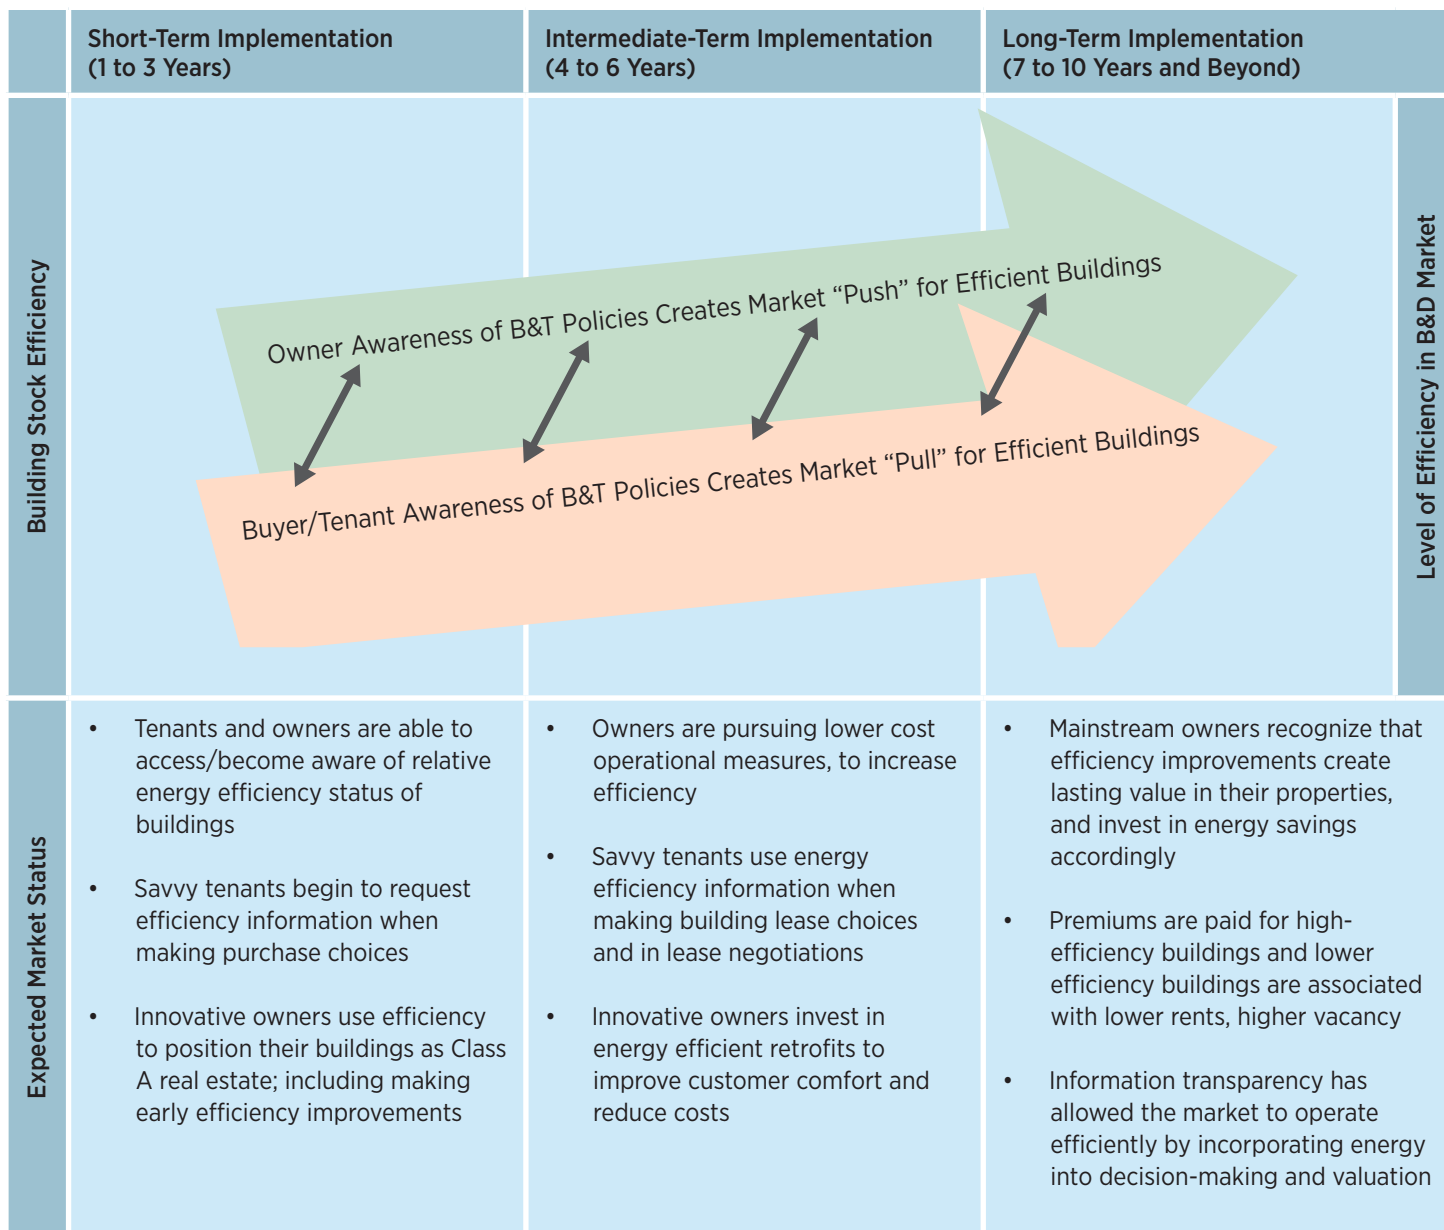 Short-Term Implementation
(1 to 3 Years)
Intermediate-Term Implementation
(4 to 6 Years)
Long-Term Implementation
(7 to 10 Years and Beyond)
Building Stock Efficiency
Owner Awareness of B&T Policies Creates Market “Push” for Efficient Buildings
Buyer/Tenant Awareness of B&T Policies Creates Market “Pull” for Efficient Buildings
Level of Efficiency in B&D Market
Expected Market Status
• Tenants and owners are able to
access/become aware of relative
energy efficiency status of
buildings
• Savvy tenants begin to request
efficiency information when
making purchase choices
• Innovative owners use efficiency
to position their buildings as Class
A real estate; including making
early efficiency improvements
• Owners are pursuing lower cost
operational measures, to increase
efficiency
• Savvy tenants use energy
efficiency information when
making building lease choices
and in lease negotiations
• Innovative owners invest in
energy efficient retrofits to
improve customer comfort and
reduce costs
• Mainstream owners recognize that
efficiency improvements create
lasting value in their properties,
and invest in energy savings
accordingly
• Premiums are paid for high-
efficiency buildings and lower
efficiency buildings are associated
with lower rents, higher vacancy
• Information transparency has
allowed the market to operate
efficiently by incorporating energy
into decision-making and valuation